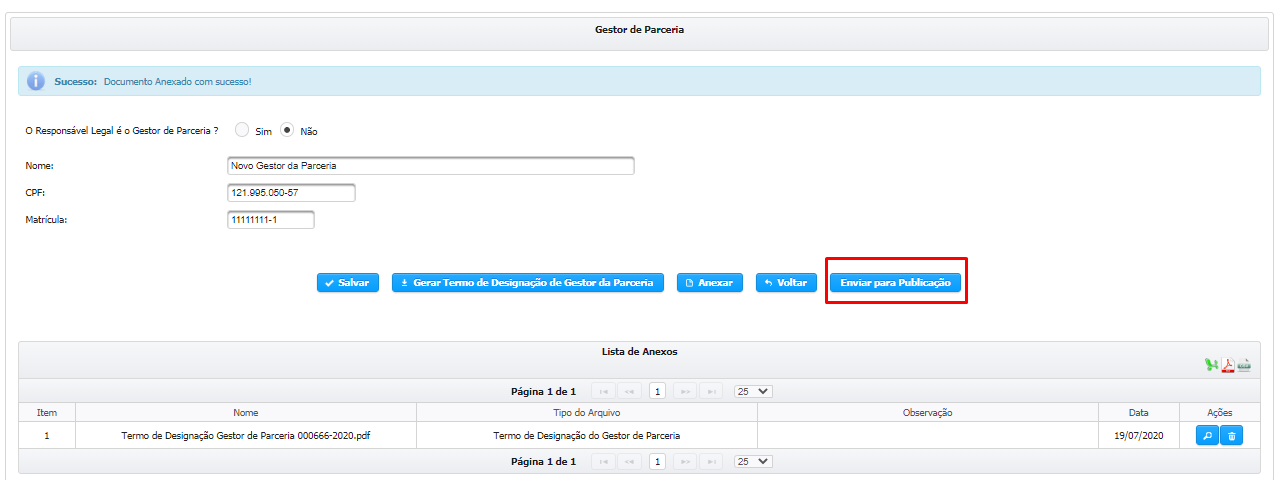 Gestor de Parceria
Sucesso: Documento Anexado com sucesso!
O Responsável Legal é o Gestor de Parceria ? Sim Não
Nome: Novo Gestor da Parceria
CPF: 121.995.050-57
Matrícula: 11111111-1
Salvar Gerar Termo de Designação de Gestor da Parceria Anexar Voltar Enviar para Publicação
Lista de Anexos
Página 1 de 1 1 25
Item Nome Tipo do Arquivo Observação Data Ações
1 Termo de Designação Gestor de Parceria 000666-2020.pdf Termo de Designação do Gestor de Parceria 19/07/2020
Página 1 de 1 1 25